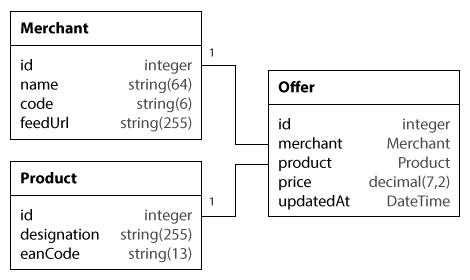 Merchant
id integer
name string(64)
code string(6)
feedUrl string(255)
1
Product
id integer
designation string(255)
eanCode string(13)
1
Offer
id integer
merchant Merchant
product Product
price decimal(7,2)
updatedAt DateTime